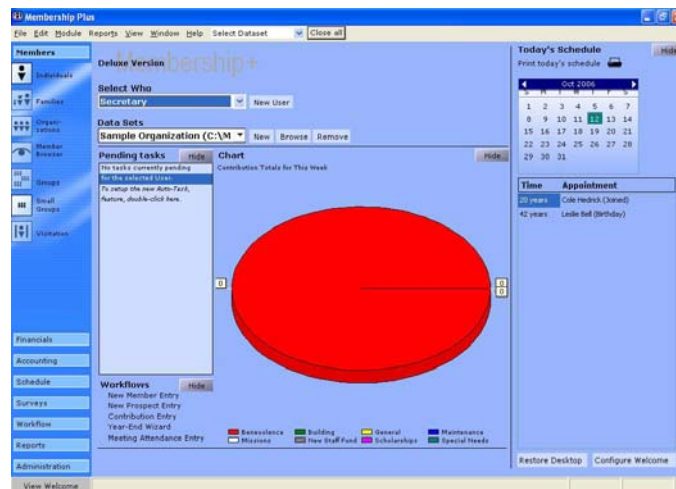 Membership Plus
File Edit Module Reports View Window Help Select Dataset Close all
Members
Individuals
Families
Organi-
zations
Member
Browser
Groups
Small
Groups
Visitation
Financials
Accounting
Schedule
Surveys
Workflow
Reports
Administration
View Welcome
Membership+
Deluxe Version
Select Who
Secretary New User
Data Sets
Sample Organization (C:\M New Browse Remove
Pending tasks Hide
No tasks currently pending
for the selected User.
To setup the new Auto-Tech,
feature, double-click here.
Workflows Hide
New Member Entry
New Prospect Entry
Contribution Entry
Year-End Wizard
Meeting Attendance Entry
Chart Hide
Contribution Totals for This Week
0
0
0
Benevolence Building General Maintenance
Missions New Staff Fund Scholarships Special Needs
Today's Schedule Hide
Print today's schedule
Oct 2006
S M T W T F S
1 2 3 4 5 6 7
8 9 10 11 12 13 14
15 16 17 18 19 20 21
22 23 24 25 26 27 28
29 30 31
Time Appointment
20 years Cole Hedrick (Joined)
42 years Leslie Bell (Birthday)
Restore Desktop Configure Welcome